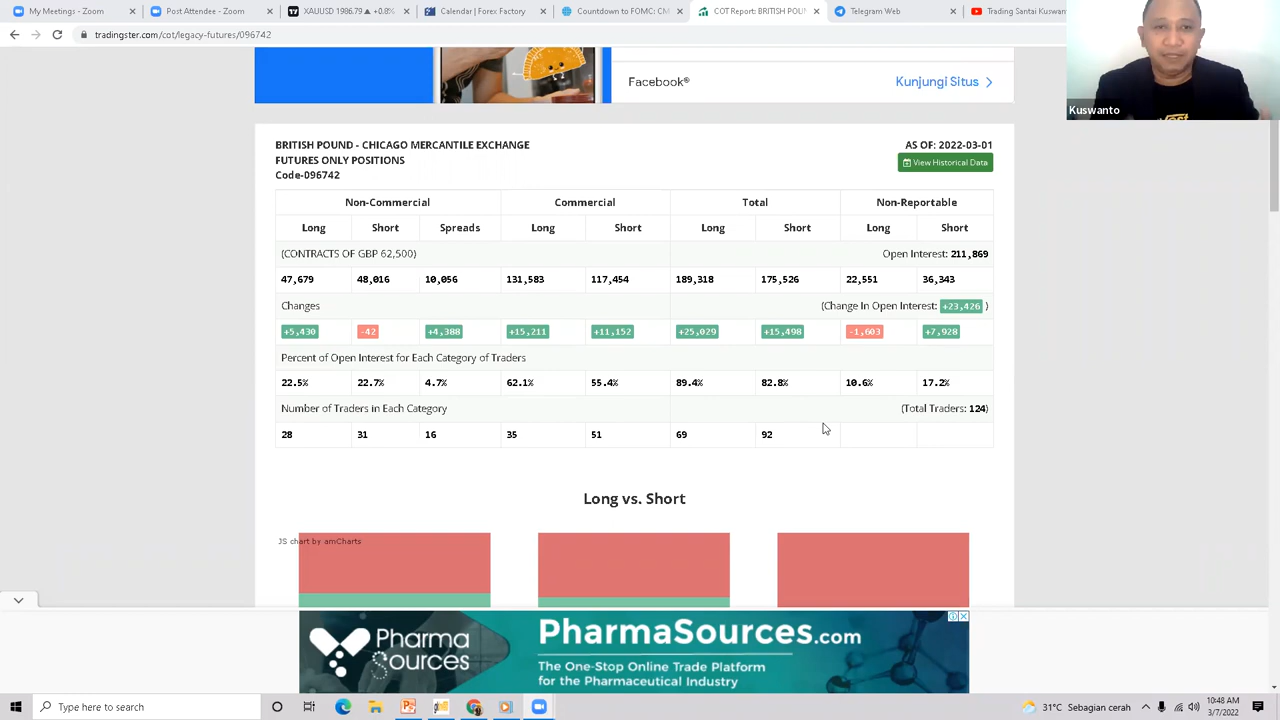 My Meetings - Zoom
Post Attendee - Zoom
XAUUSD 1986.79 ▲ +0.8%
Calendar | Forex Factory
Countdown to FOMC: CM
COT Report: BRITISH POUN
Telegram Web
Trading Santai Kuswan
tradingster.com/cot/legacy-futures/096742
Kuswanto
Facebook®
Kunjungi Situs
BRITISH POUND - CHICAGO MERCANTILE EXCHANGE
FUTURES ONLY POSITIONS
Code-096742
AS OF: 2022-03-01
View Historical Data
Non-Commercial Commercial Total Non-Reportable
Long Short Spreads Long Short Long Short Long Short
(CONTRACTS OF GBP 62,500) Open Interest: 211,869
47,679 48,016 10,056 131,583 117,454 189,318 175,526 22,551 36,343
Changes (Change In Open Interest: +23,426 )
+5,430 -42 +4,388 +15,211 +11,152 +25,029 +15,498 -1,603 +7,928
Percent of Open Interest for Each Category of Traders
22.5% 22.7% 4.7% 62.1% 55.4% 89.4% 82.8% 10.6% 17.2%
Number of Traders in Each Category (Total Traders: 124)
28 31 16 35 51 69 92
Long vs. Short
JS chart by amCharts
Pharma
Sources
PHARMASOURCES.com
The One-Stop Online Trade Platform
for the Pharmaceutical Industry
Type here to search
31°C Sebagian cerah
10:48 AM
3/7/2022